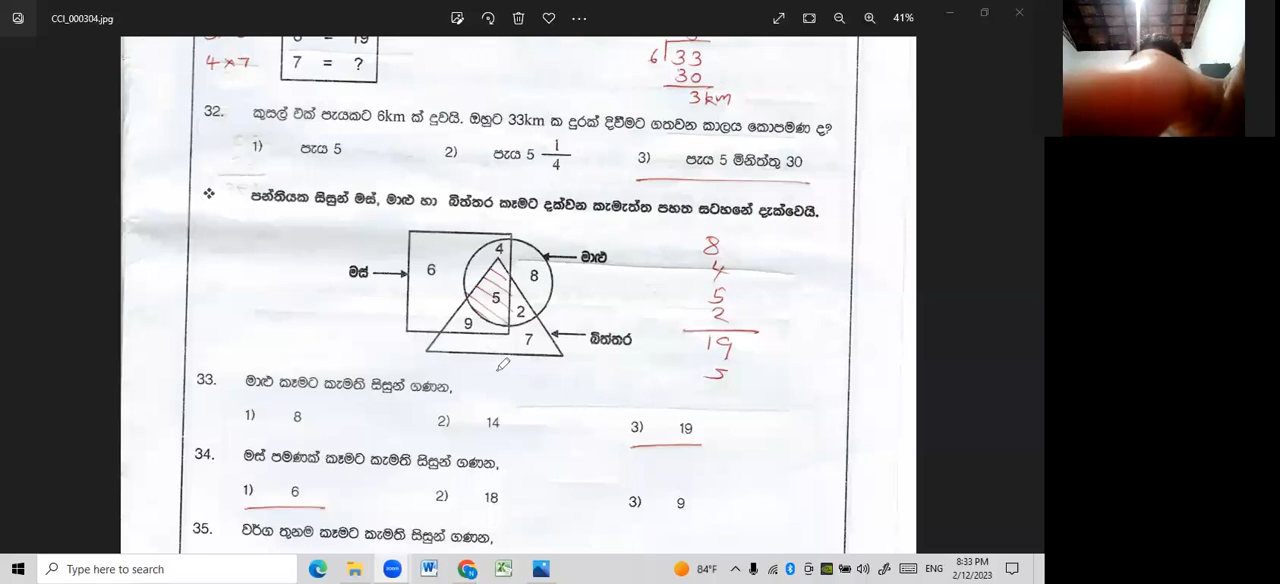 CCI_000304.jpg
41%
6 = 19
4×7
7 = ?
6 33
30
3km
32. කුසල් එක් පැයකට 6km ක් දුවයි. ඔහුට 33km ක දුරක් දිවීමට ගතවන කාලය කොපමණ ද?
1) පැය 5 2) පැය 5 1/4 3) පැය 5 මිනිත්තු 30
❖ පන්තියක සිසුන් මස්, මාළු හා බිත්තර කෑමට දක්වන කැමැත්ත පහත සටහනේ දැක්වෙයි.
4
මාළු
මස්
6
8
5
2
9
7
බිත්තර
8
4
5
2
19
5
33. මාළු කෑමට කැමති සිසුන් ගණන,
1) 8 2) 14 3) 19
34. මස් පමණක් කෑමට කැමති සිසුන් ගණන,
1) 6 2) 18 3) 9
35. වර්ග තුනම කෑමට කැමති සිසුන් ගණන,
Type here to search
84°F
ENG
8:33 PM
2/12/2023